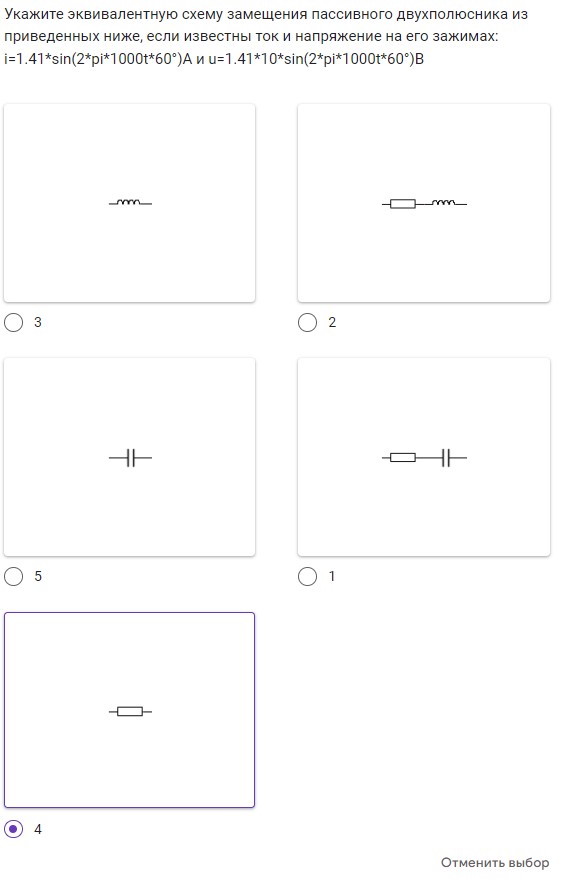 Укажите эквивалентную схему замещения пассивного двухполюсника из
приведенных ниже, если известны ток и напряжение на его зажимах:
i=1.41*sin(2*pi*1000t*60°)A и u=1.41*10*sin(2*pi*1000t*60°)В
3
2
5
1
4
Отменить выбор